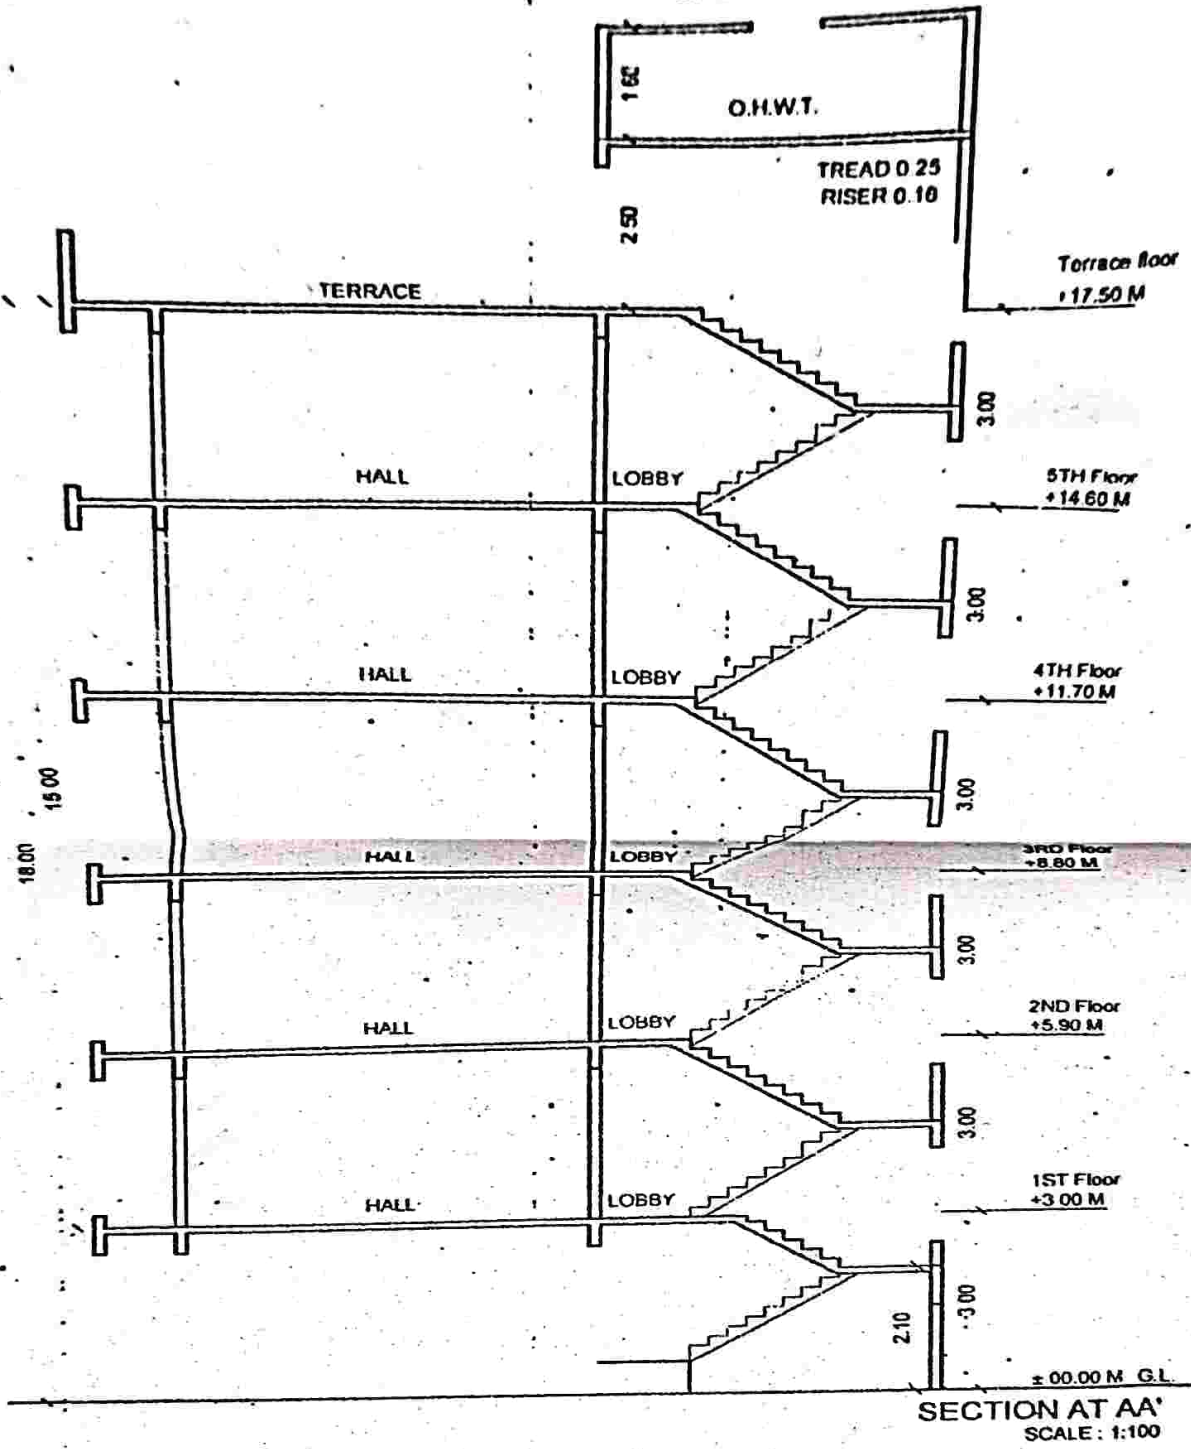 1.60
O.H.W.T.
TREAD 0.25
RISER 0.10
2.50
Terrace floor
+17.50 M
TERRACE
3.00
HALL
LOBBY
5TH Floor
+14.60 M
3.00
HALL
LOBBY
4TH Floor
+11.70 M
15.00
3.00
18.00
HALL
LOBBY
3RD Floor
+8.80 M
3.00
HALL
LOBBY
2ND Floor
+5.90 M
3.00
HALL
LOBBY
1ST Floor
+3.00 M
2.10
3.00
± 00.00 M G.L.
SECTION AT AA'
SCALE : 1:100